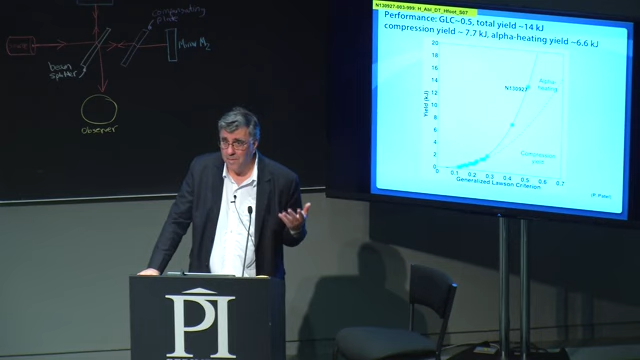 compensating
plate
Mirror M₂
beam
splitter
Observer
N130927-003-999: H_Abl_DT_Hfoot_S07
Performance: GLC~0.5, total yield ~14 kJ
compression yield ~ 7.7 kJ, alpha-heating yield ~6.6 kJ
20
18
16
14
12
10
8
6
4
2
0
Yield (kJ)
N130927
Alpha-
heating
Compression
yield
0 0.1 0.2 0.3 0.4 0.5 0.6 0.7
Generalized Lawson Criterion
(P. Patel)
PI